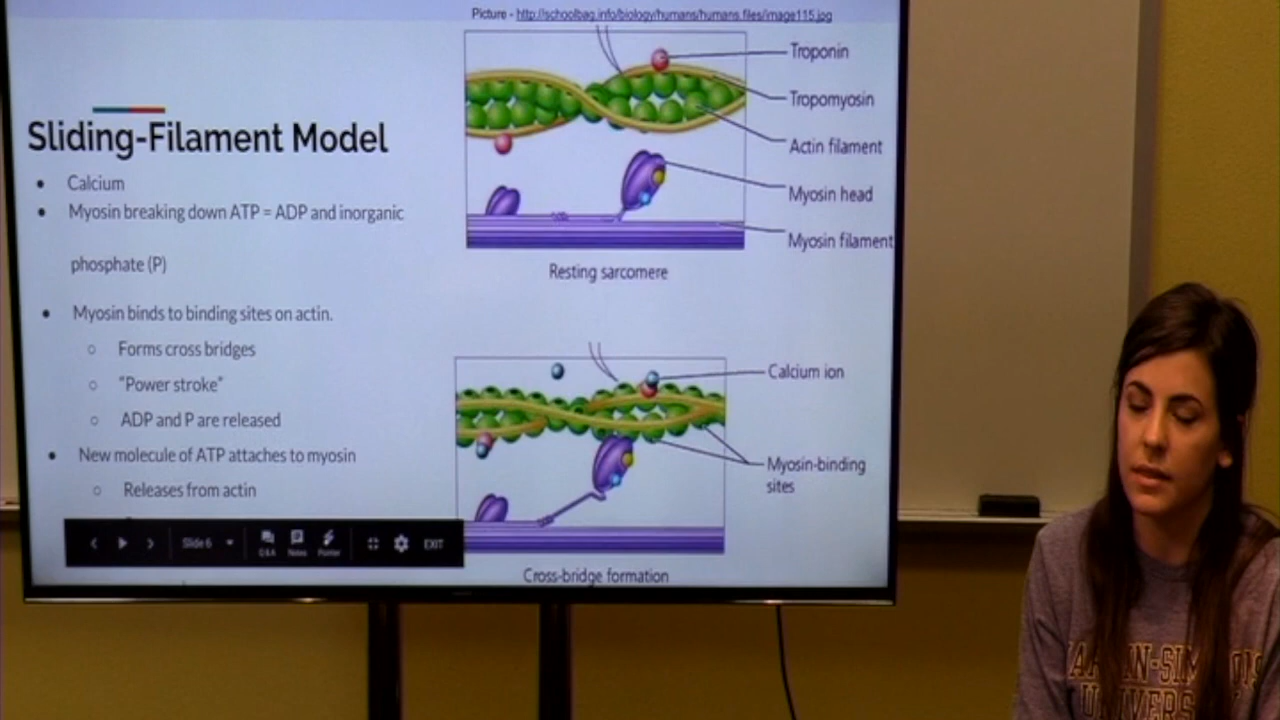 Picture - http://schoolbag.info/biology/humans/humans.files/image115.jpg
Sliding-Filament Model
• Calcium
• Myosin breaking down ATP = ADP and inorganic
phosphate (P)
• Myosin binds to binding sites on actin.
○ Forms cross bridges
○ “Power stroke”
○ ADP and P are released
• New molecule of ATP attaches to myosin
○ Releases from actin
Troponin
Tropomyosin
Actin filament
Myosin head
Myosin filament
Resting sarcomere
Calcium ion
Myosin-binding
sites
Cross-bridge formation
Slide 6
Q&A
Notes
Pointer
EXIT